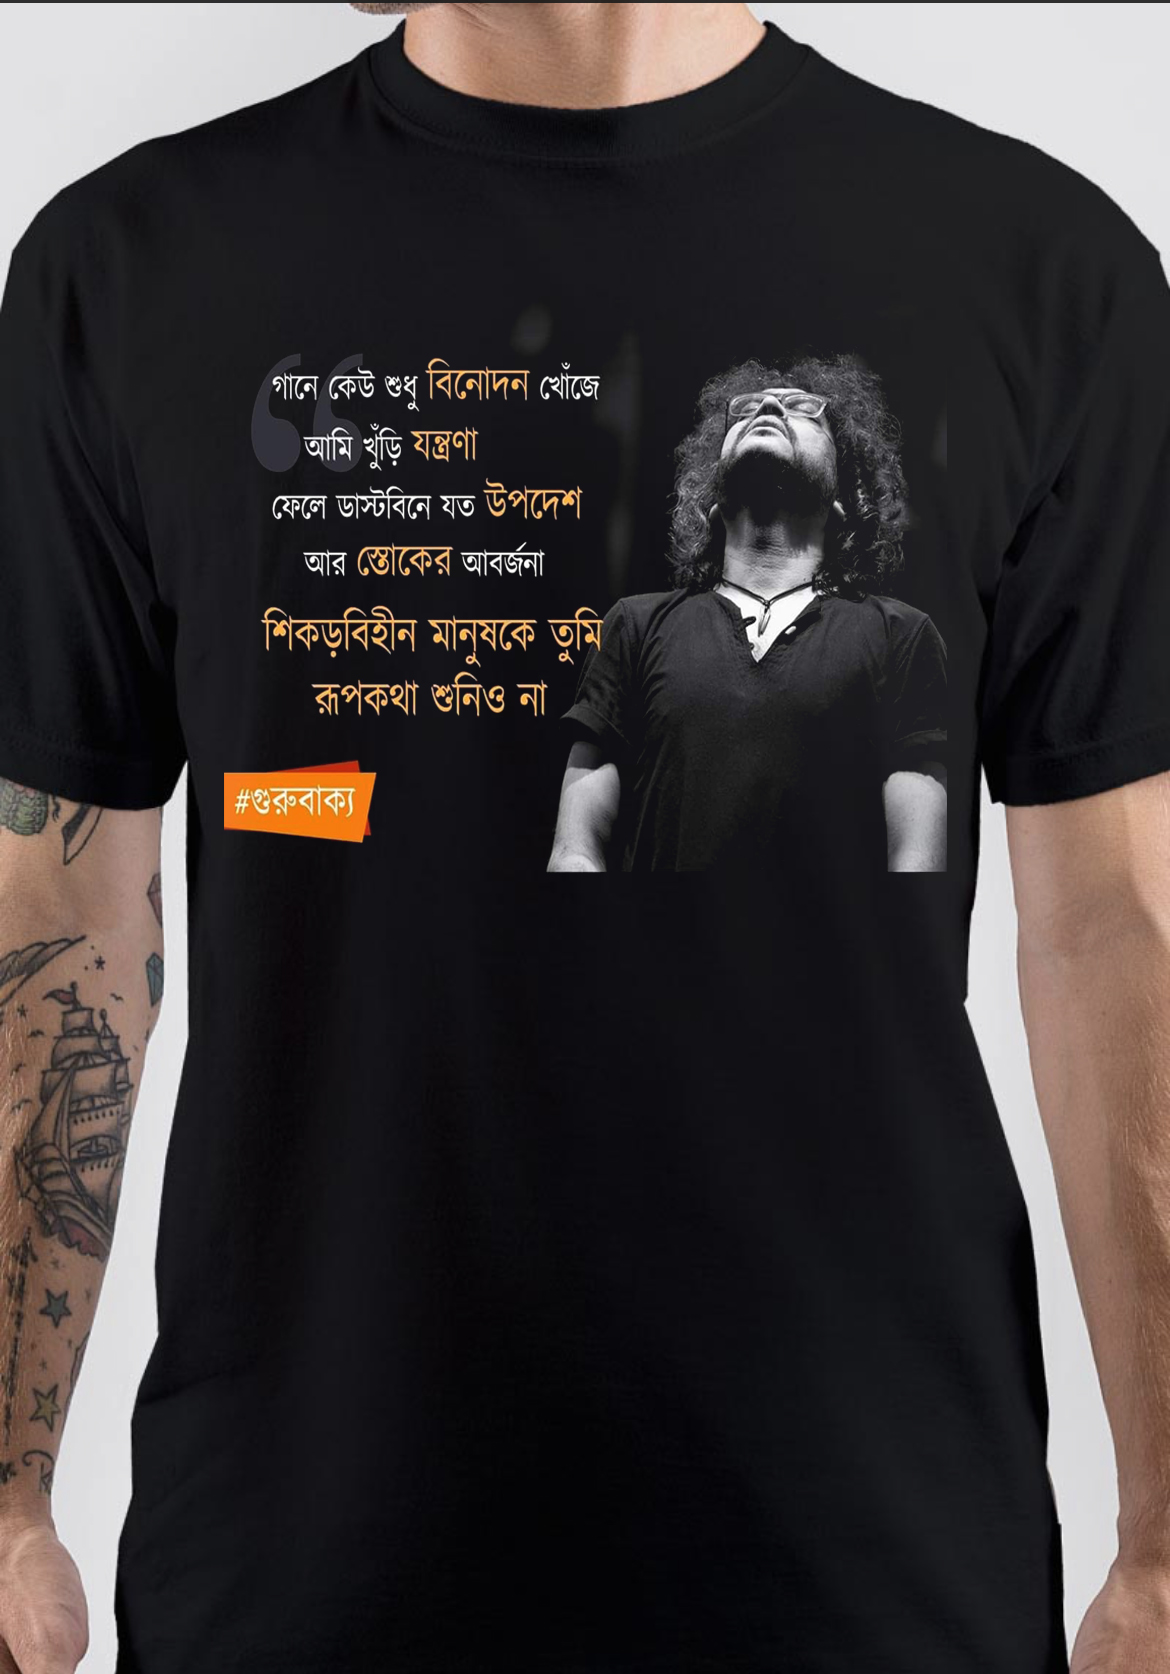 গানে কেউ শুধু বিনোদন খোঁজে
আমি খুঁড়ি যন্ত্রণা
ফেলে ডাস্টবিনে যত উপদেশ
আর স্তোকের আবর্জনা
শিকড়বিহীন মানুষকে তুমি
রূপকথা শুনিও না
#গুরুবাক্য